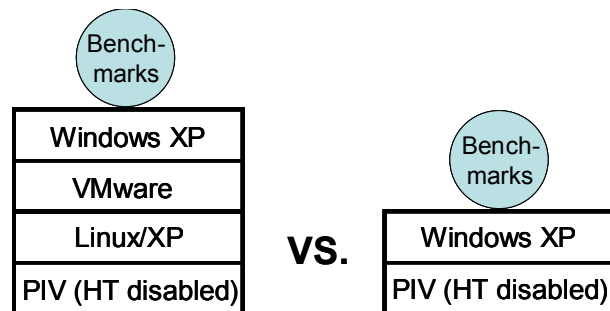 Bench-
marks
Windows XP
VMware
Linux/XP
PIV (HT disabled)
vs.
Bench-
marks
Windows XP
PIV (HT disabled)